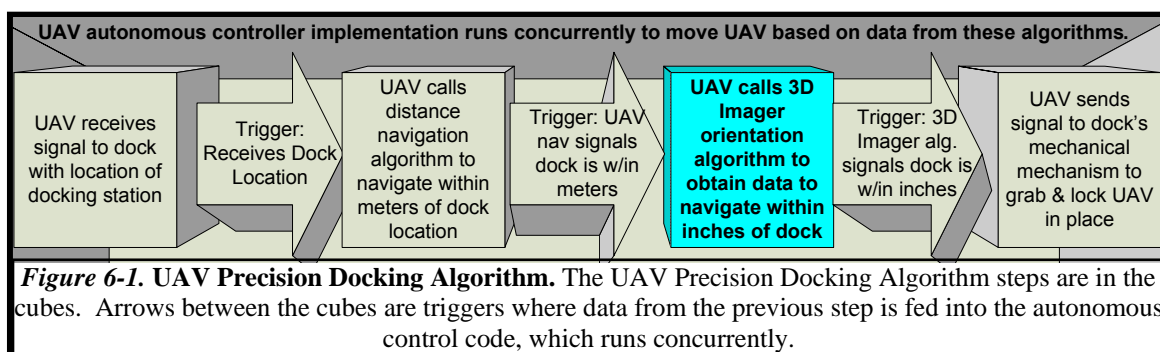 UAV autonomous controller implementation runs concurrently to move UAV based on data from these algorithms.
UAV receives
signal to dock
with location of
docking station
Trigger:
Receives Dock
Location
UAV calls
distance
navigation
algorithm to
navigate within
meters of dock
location
Trigger: UAV
nav signals
dock is w/in
meters
UAV calls 3D
Imager
orientation
algorithm to
obtain data to
navigate within
inches of dock
Trigger: 3D
Imager alg.
signals dock is
w/in inches
UAV sends
signal to dock's
mechanical
mechanism to
grab & lock UAV
in place
Figure 6-1. UAV Precision Docking Algorithm. The UAV Precision Docking Algorithm steps are in the
cubes. Arrows between the cubes are triggers where data from the previous step is fed into the autonomous
control code, which runs concurrently.